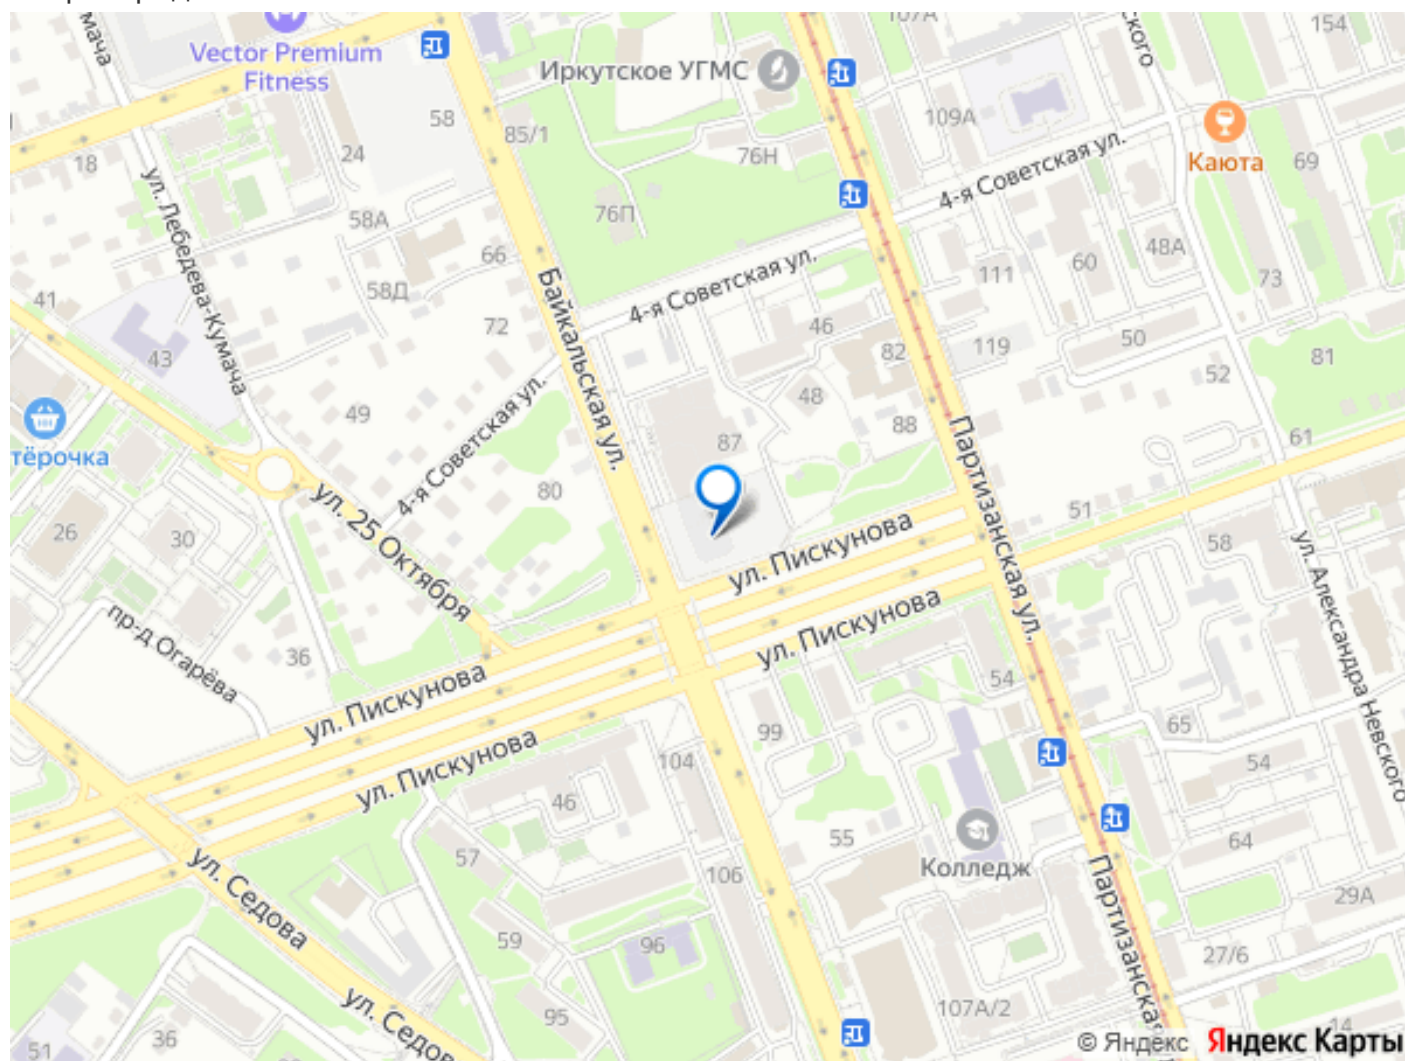 мача
Vector Premium
Fitness
Иркутское УГМС
107А
154
58
85/1
76Н
109А
Каюта
69
18
24
ул. Лебедева-Кумача
58А
76П
4-я Советская ул.
48А
66
58Д
111
60
73
41
72
Байкальская ул.
4-я Советская ул.
46
82
119
50
81
43
52
49
4-я Советская ул.
48
88
87
61
тёрочка
80
ул. 25 Октября
Партизанская ул.
51
26
30
58
ул. Пискунова
ул. Пискунова
ул. Александра Невского
пр-д Огарёва
36
ул. Пискунова
54
99
65
ул. Пискунова
104
54
46
55
Колледж
64
57
106
29А
ул. Седова
Партизанская
59
96
27/6
ул. Седова
95
107А/2
36
51
14
© Яндекс Яндекс Карты